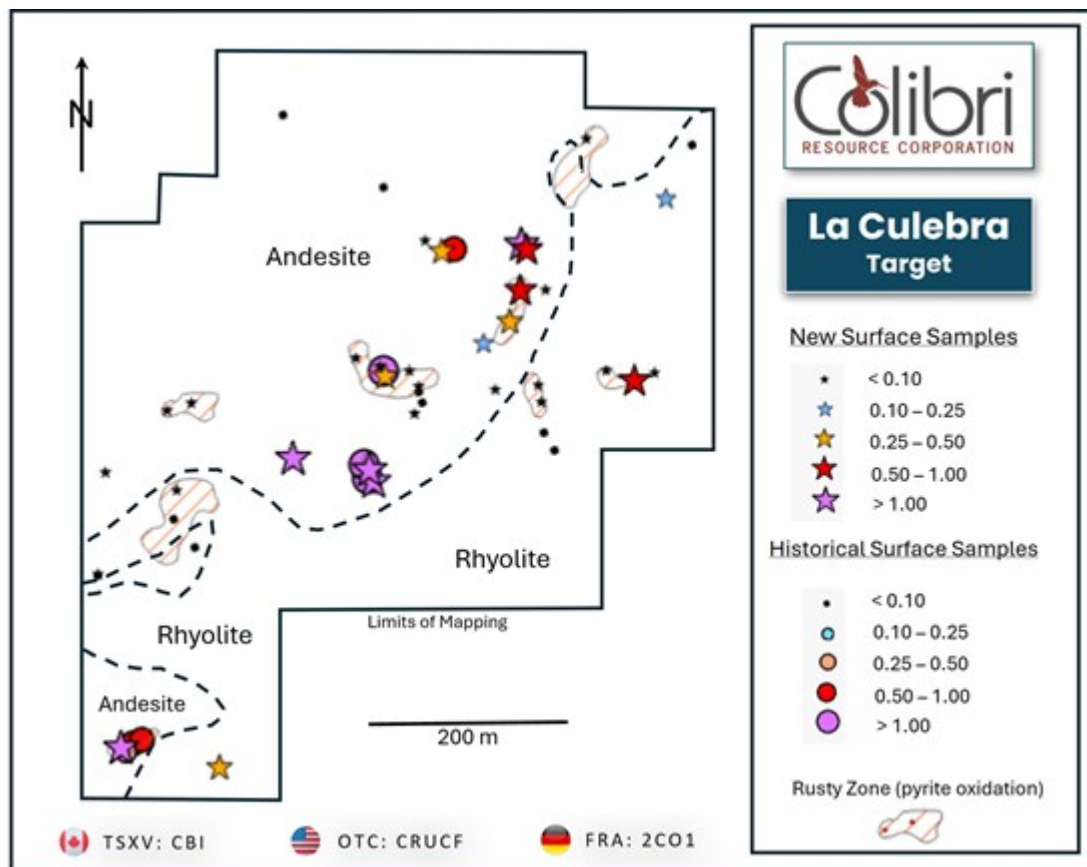 N
Andesite
Rhyolite
Rhyolite
Limits of Mapping
Andesite
200 m
TSXV: CBI
OTC: CRUCF
FRA: 2CO1
Colibri
RESOURCE CORPORATION
La Culebra
Target
New Surface Samples
< 0.10
0.10 – 0.25
0.25 – 0.50
0.50 – 1.00
> 1.00
Historical Surface Samples
< 0.10
0.10 – 0.25
0.25 – 0.50
0.50 – 1.00
> 1.00
Rusty Zone (pyrite oxidation)